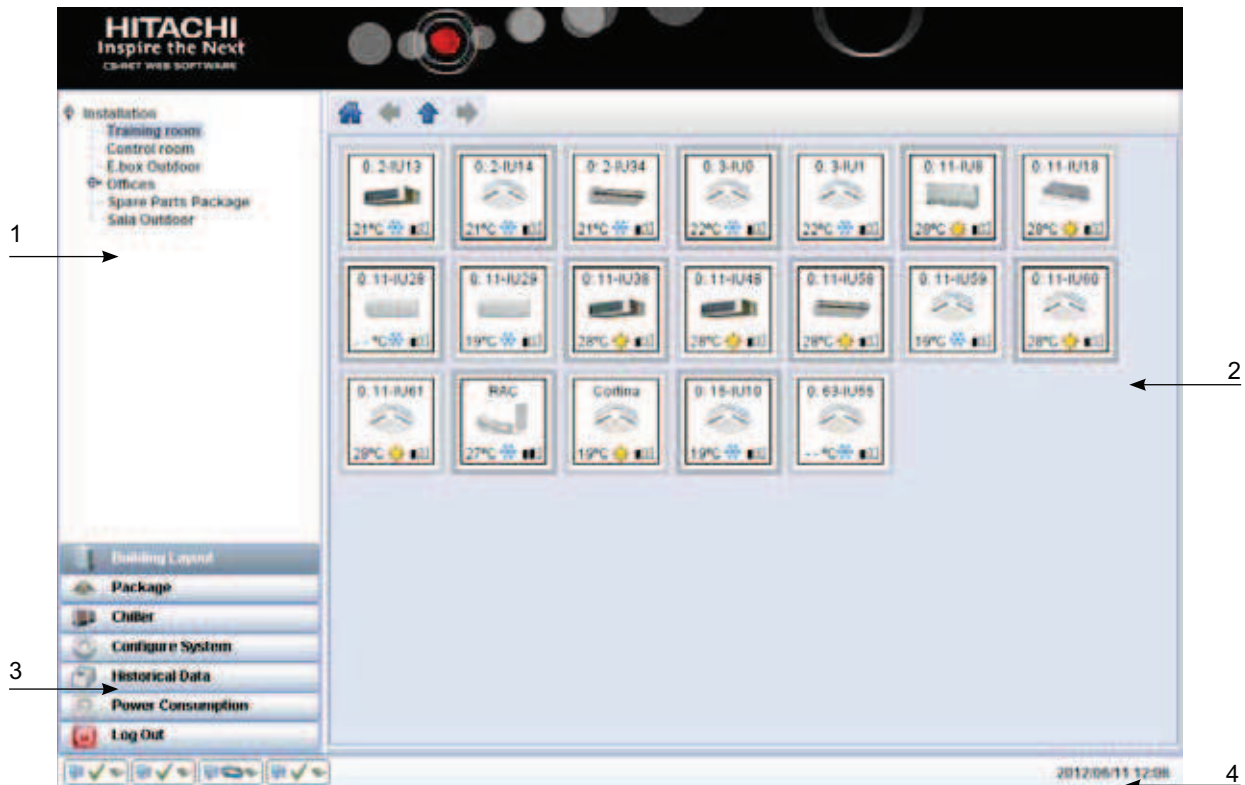 HITACHI
Inspire the Next
CS-NET WEB SOFTWARE
Installation
Training room
Control room
E.box Outdoor
Offices
Spare Parts Package
Sala Outdoor
1
0: 2-IU13 0: 2-IU14 0: 2-IU34 0: 3-IU0 0: 3-IU1 0: 11-IU8 0: 11-IU18
21ºC 21ºC 21ºC 22ºC 22ºC 28ºC 28ºC
0: 11-IU28 0: 11-IU29 0: 11-IU38 0: 11-IU48 0: 11-IU58 0: 11-IU59 0: 11-IU60
- - ºC 19ºC 28ºC 28ºC 28ºC 19ºC 28ºC
2
0: 11-IU61 RAC Cortina 0: 15-IU10 0: 63-IU55
28ºC 27ºC 19ºC 19ºC - - ºC
Building Layout
Package
Chiller
Configure System
3
Historical Data
Power Consumption
Log Out
2012/06/11 12:08
4